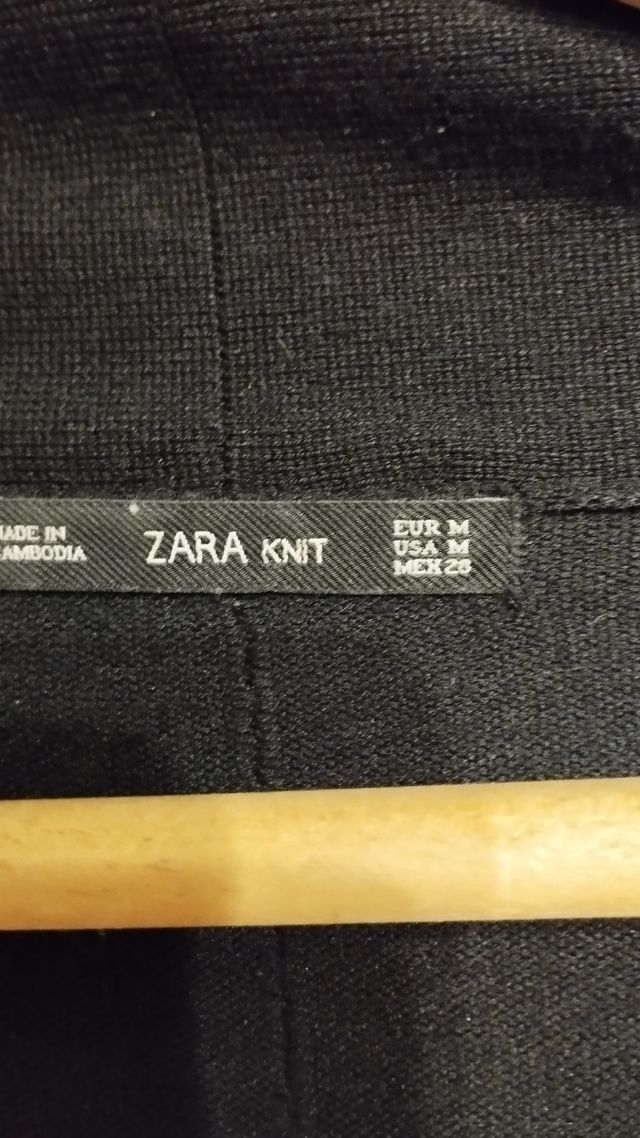 MADE IN
CAMBODIA
ZARA KNIT
EUR M
USA M
MEX 28